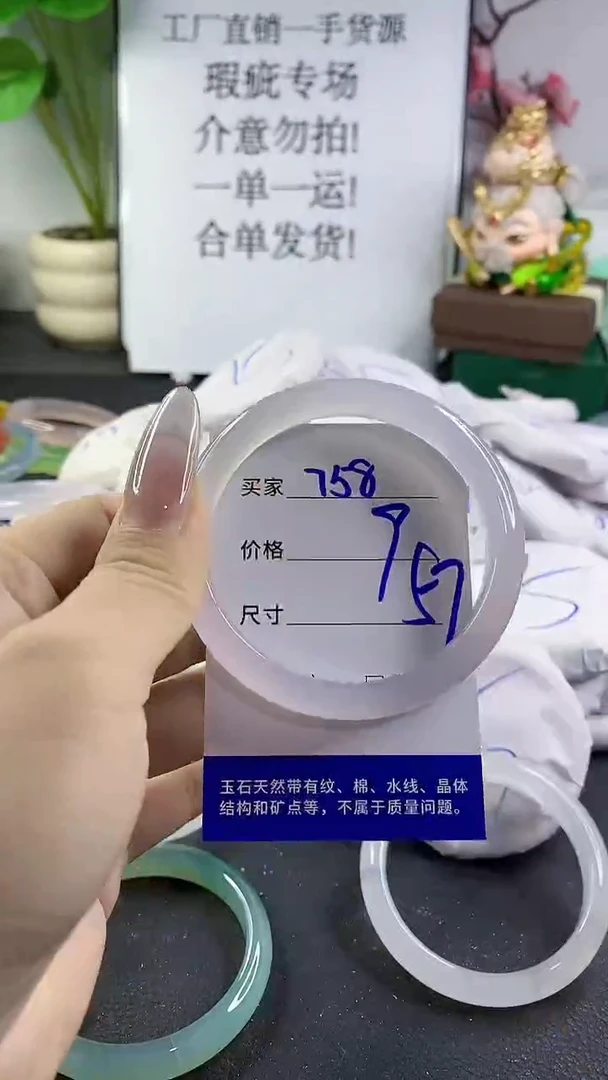 工厂直销一手货源
瑕疵专场
介意勿拍!
一单一运!
合单发货!
买家 758
价格 9
尺寸 57
玉石天然带有纹、棉、水线、晶体
结构和矿点等，不属于质量问题。